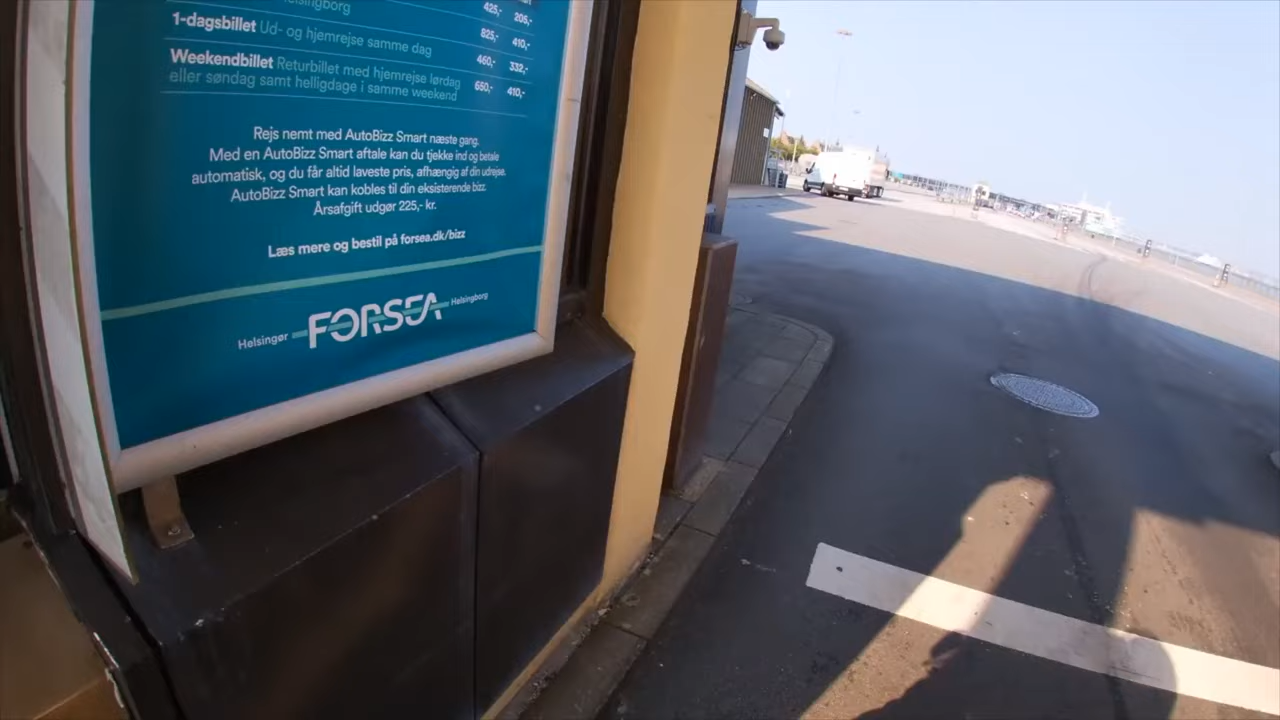 Helsingborg
425,- 205,-
1-dagsbillet Ud- og hjemrejse samme dag
825,- 410,-
Weekendbillet Returbillet med hjemrejse lørdag
eller søndag samt helligdage i samme weekend
460,- 332,-
650,- 410,-
Rejs nemt med AutoBizz Smart næste gang.
Med en AutoBizz Smart aftale kan du tjekke ind og betale
automatisk, og du får altid laveste pris, afhængig af din udrejse.
AutoBizz Smart kan kobles til din eksisterende bizz.
Årsafgift udgør 225,- kr.
Læs mere og bestil på forsea.dk/bizz
Helsingør FORSEA Helsingborg